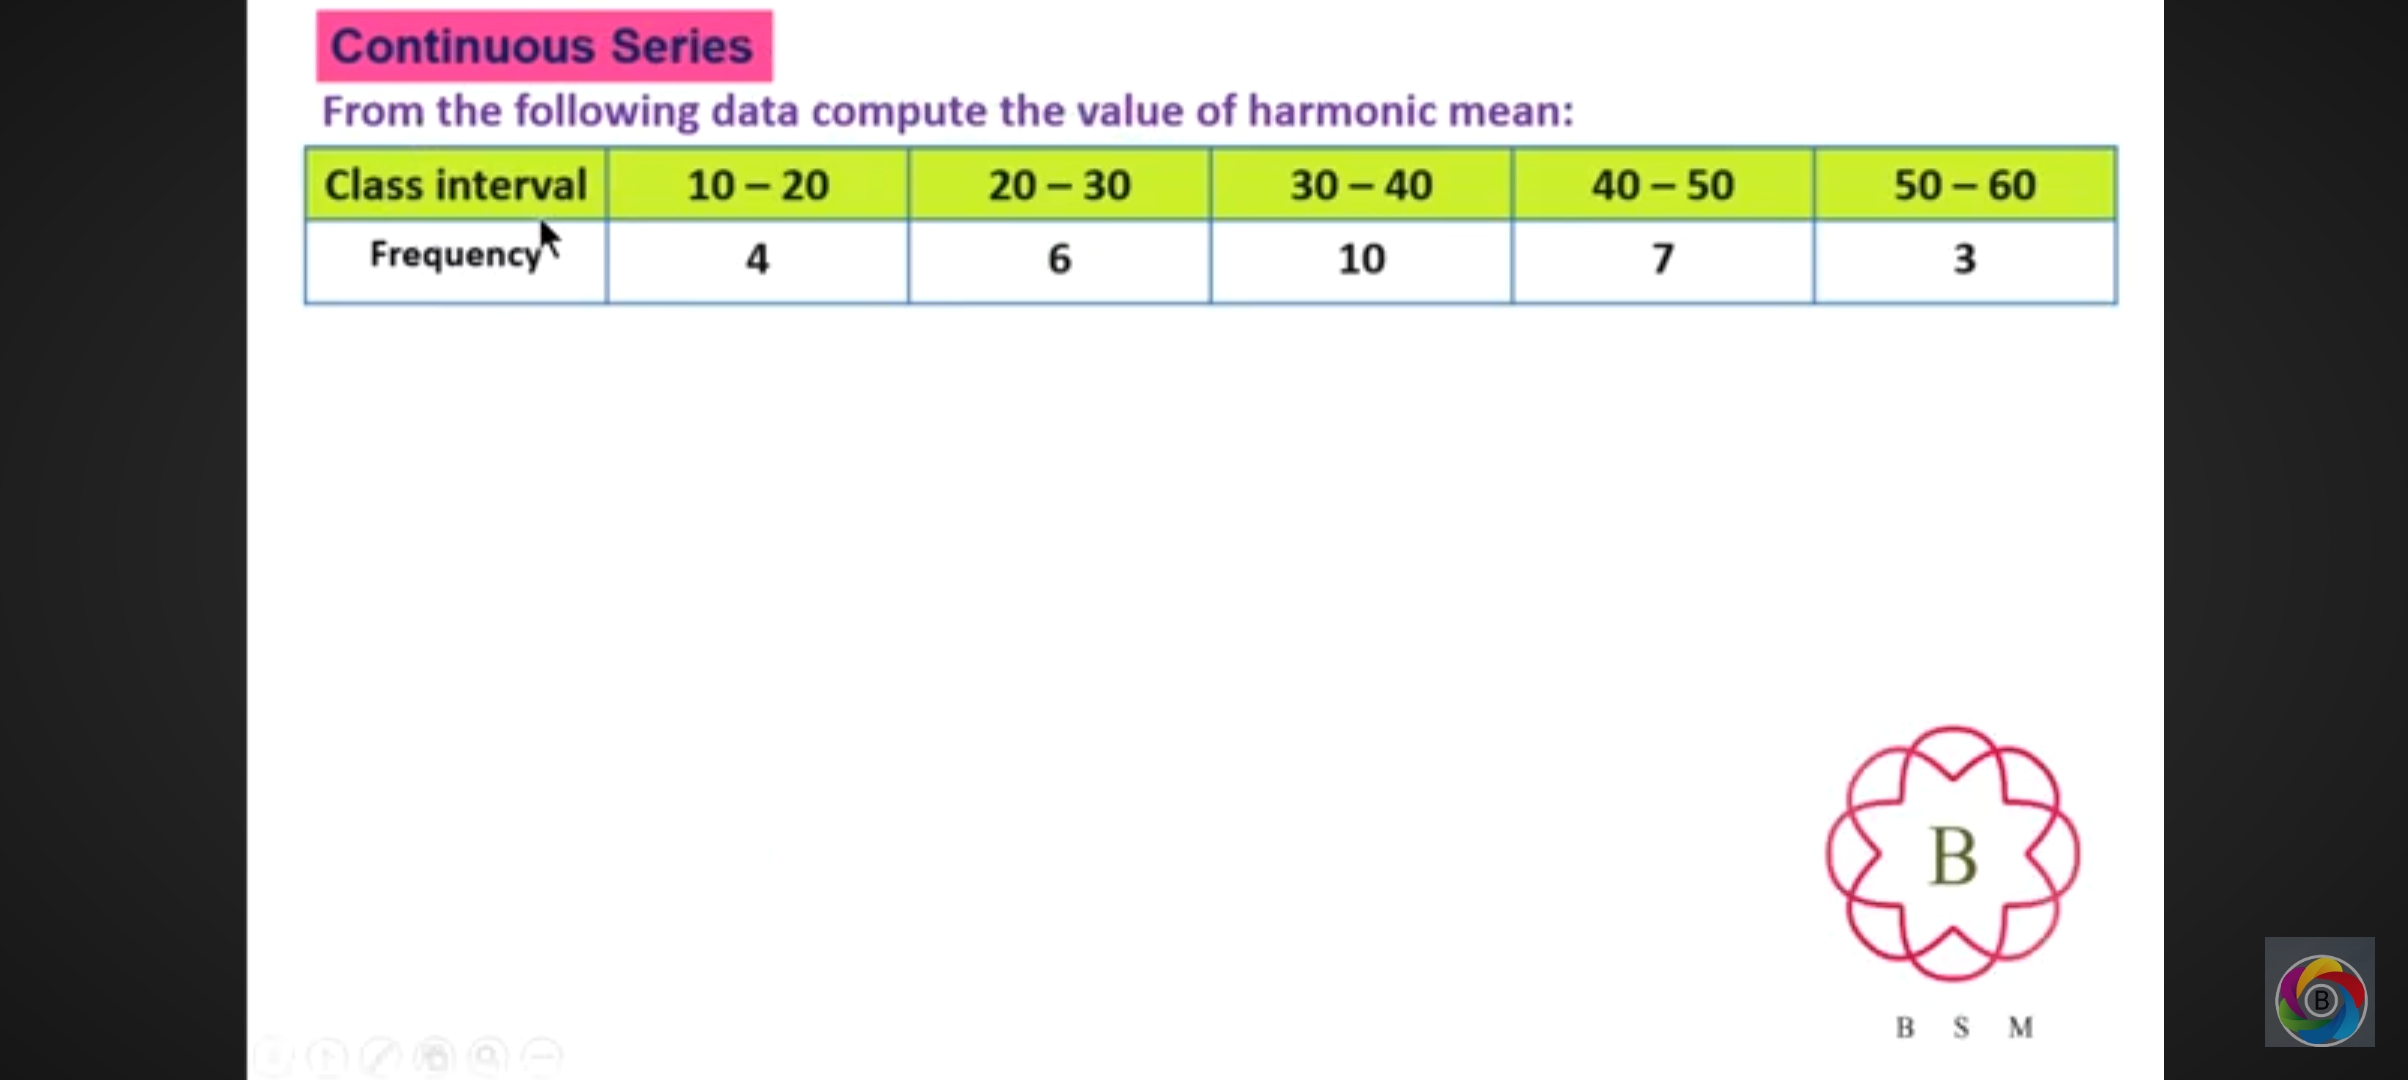 Continuous Series
From the following data compute the value of harmonic mean:
Class interval 10 – 20 20 – 30 30 – 40 40 – 50 50 – 60
Frequency 4 6 10 7 3
B
B S M
B